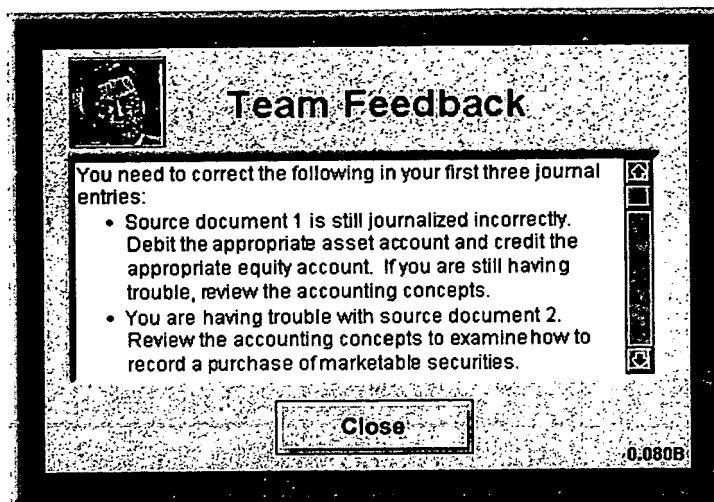 Team Feedback
You need to correct the following in your first three journal
entries:
• Source document 1 is still journalized incorrectly.
Debit the appropriate asset account and credit the
appropriate equity account. If you are still having
trouble, review the accounting concepts.
• You are having trouble with source document 2.
Review the accounting concepts to examine how to
record a purchase of marketable securities.
Close
0.080B